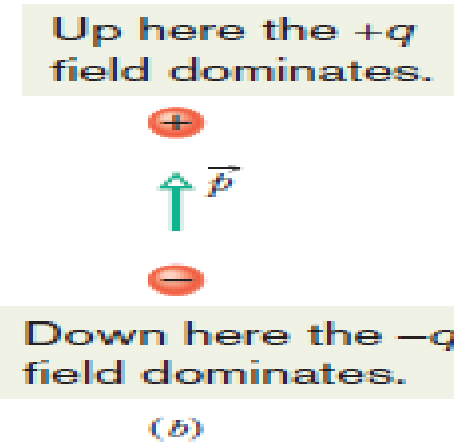 Up here the +q
field dominates.
+
p
−
Down here the −q
field dominates.
(b)